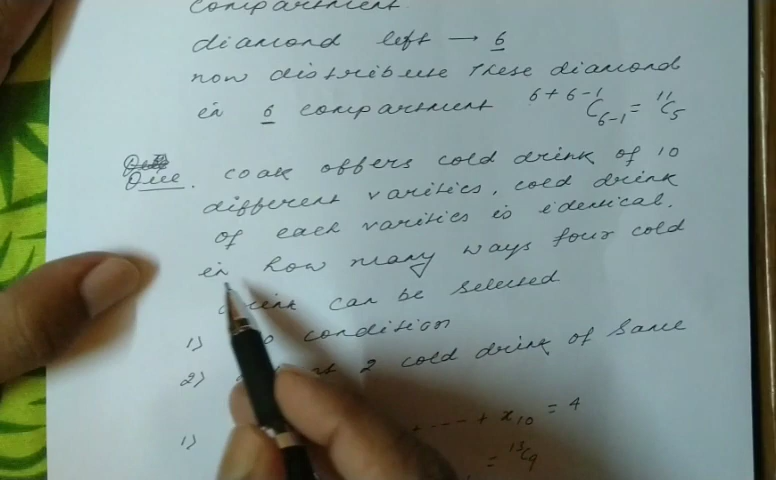 compartment.
diamond left → 6
now distribute these diamond
in 6 compartment 6+6-1C6-1 = 11C5
Que. Coak offers cold drink of 10
different varities. cold drink
of each varities is identical.
in how many ways four cold
drink can be selected
1) condition
2) 2 cold drink of same
1) + --- + x10 = 4
= 13C9